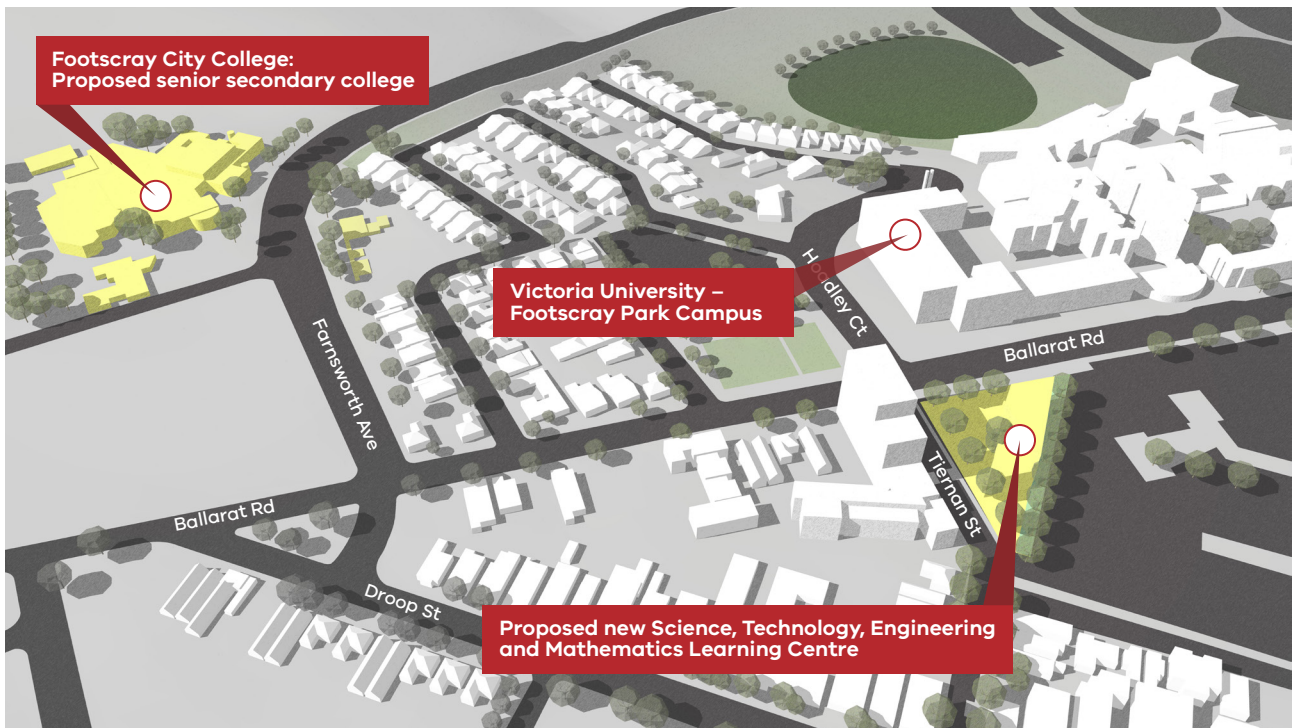 Footscray City College:
Proposed senior secondary college
Victoria University –
Footscray Park Campus
Hoadley Ct
Ballarat Rd
Farnsworth Ave
Tiernan St
Ballarat Rd
Droop St
Proposed new Science, Technology, Engineering
and Mathematics Learning Centre